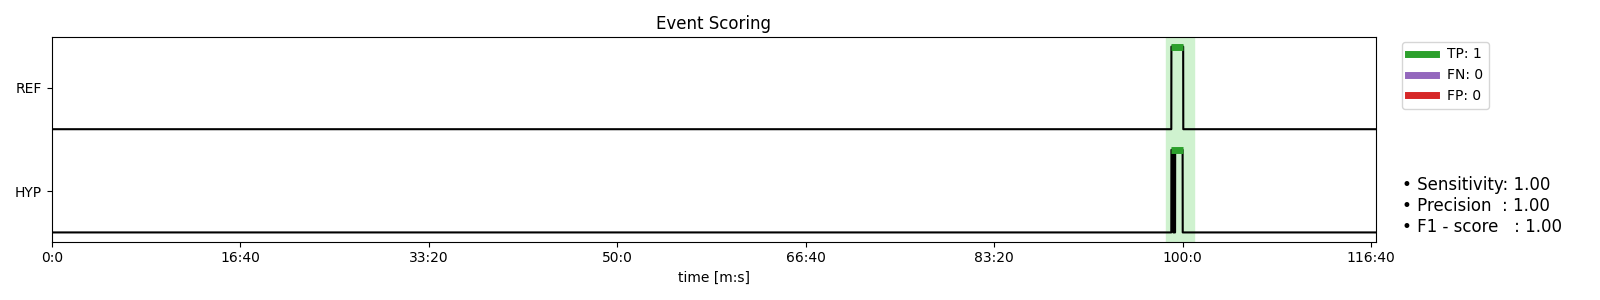 Event Scoring
REF
HYP
0:0
16:40
33:20
50:0
66:40
83:20
100:0
116:40
time [m:s]
TP: 1
FN: 0
FP: 0
• Sensitivity: 1.00
• Precision  : 1.00
• F1 - score   : 1.00